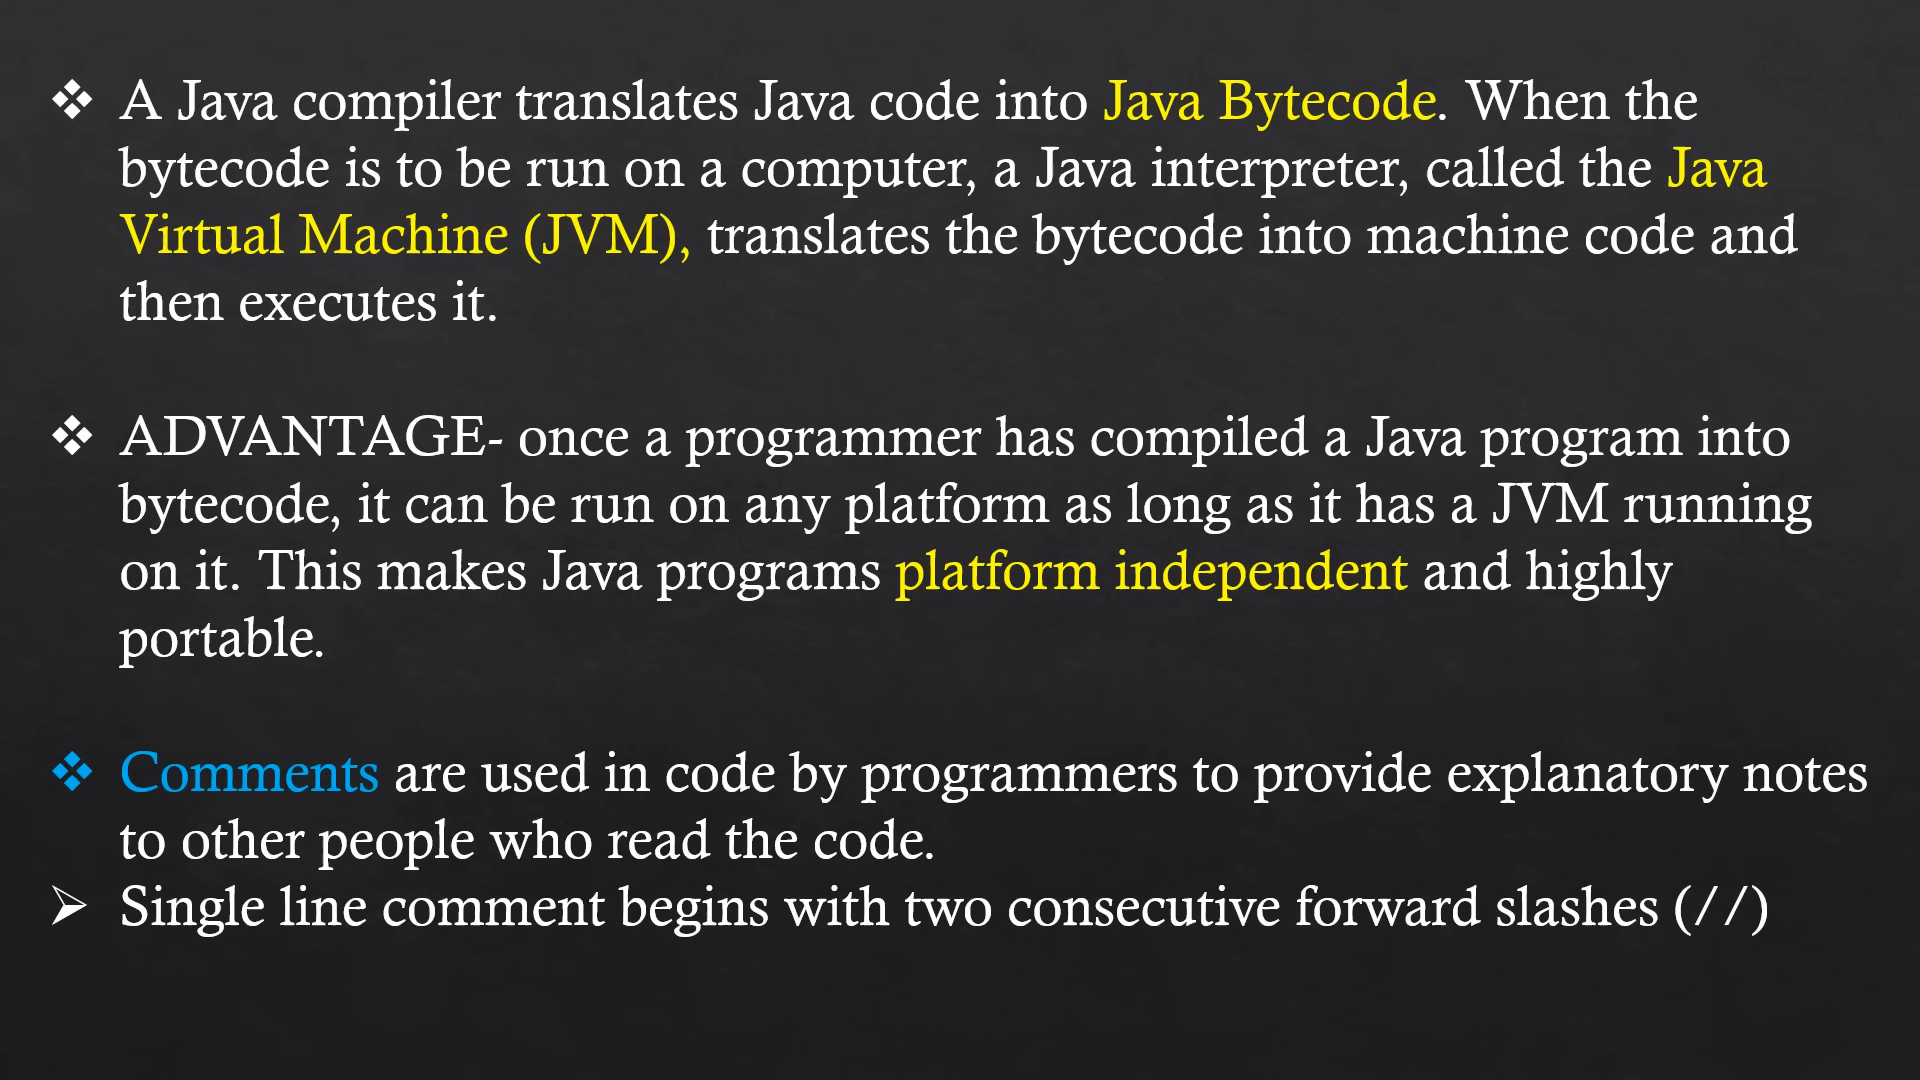 ❖ A Java compiler translates Java code into Java Bytecode. When the
bytecode is to be run on a computer, a Java interpreter, called the Java
Virtual Machine (JVM), translates the bytecode into machine code and
then executes it.
❖ ADVANTAGE- once a programmer has compiled a Java program into
bytecode, it can be run on any platform as long as it has a JVM running
on it. This makes Java programs platform independent and highly
portable.
❖ Comments are used in code by programmers to provide explanatory notes
to other people who read the code.
➢ Single line comment begins with two consecutive forward slashes (//)